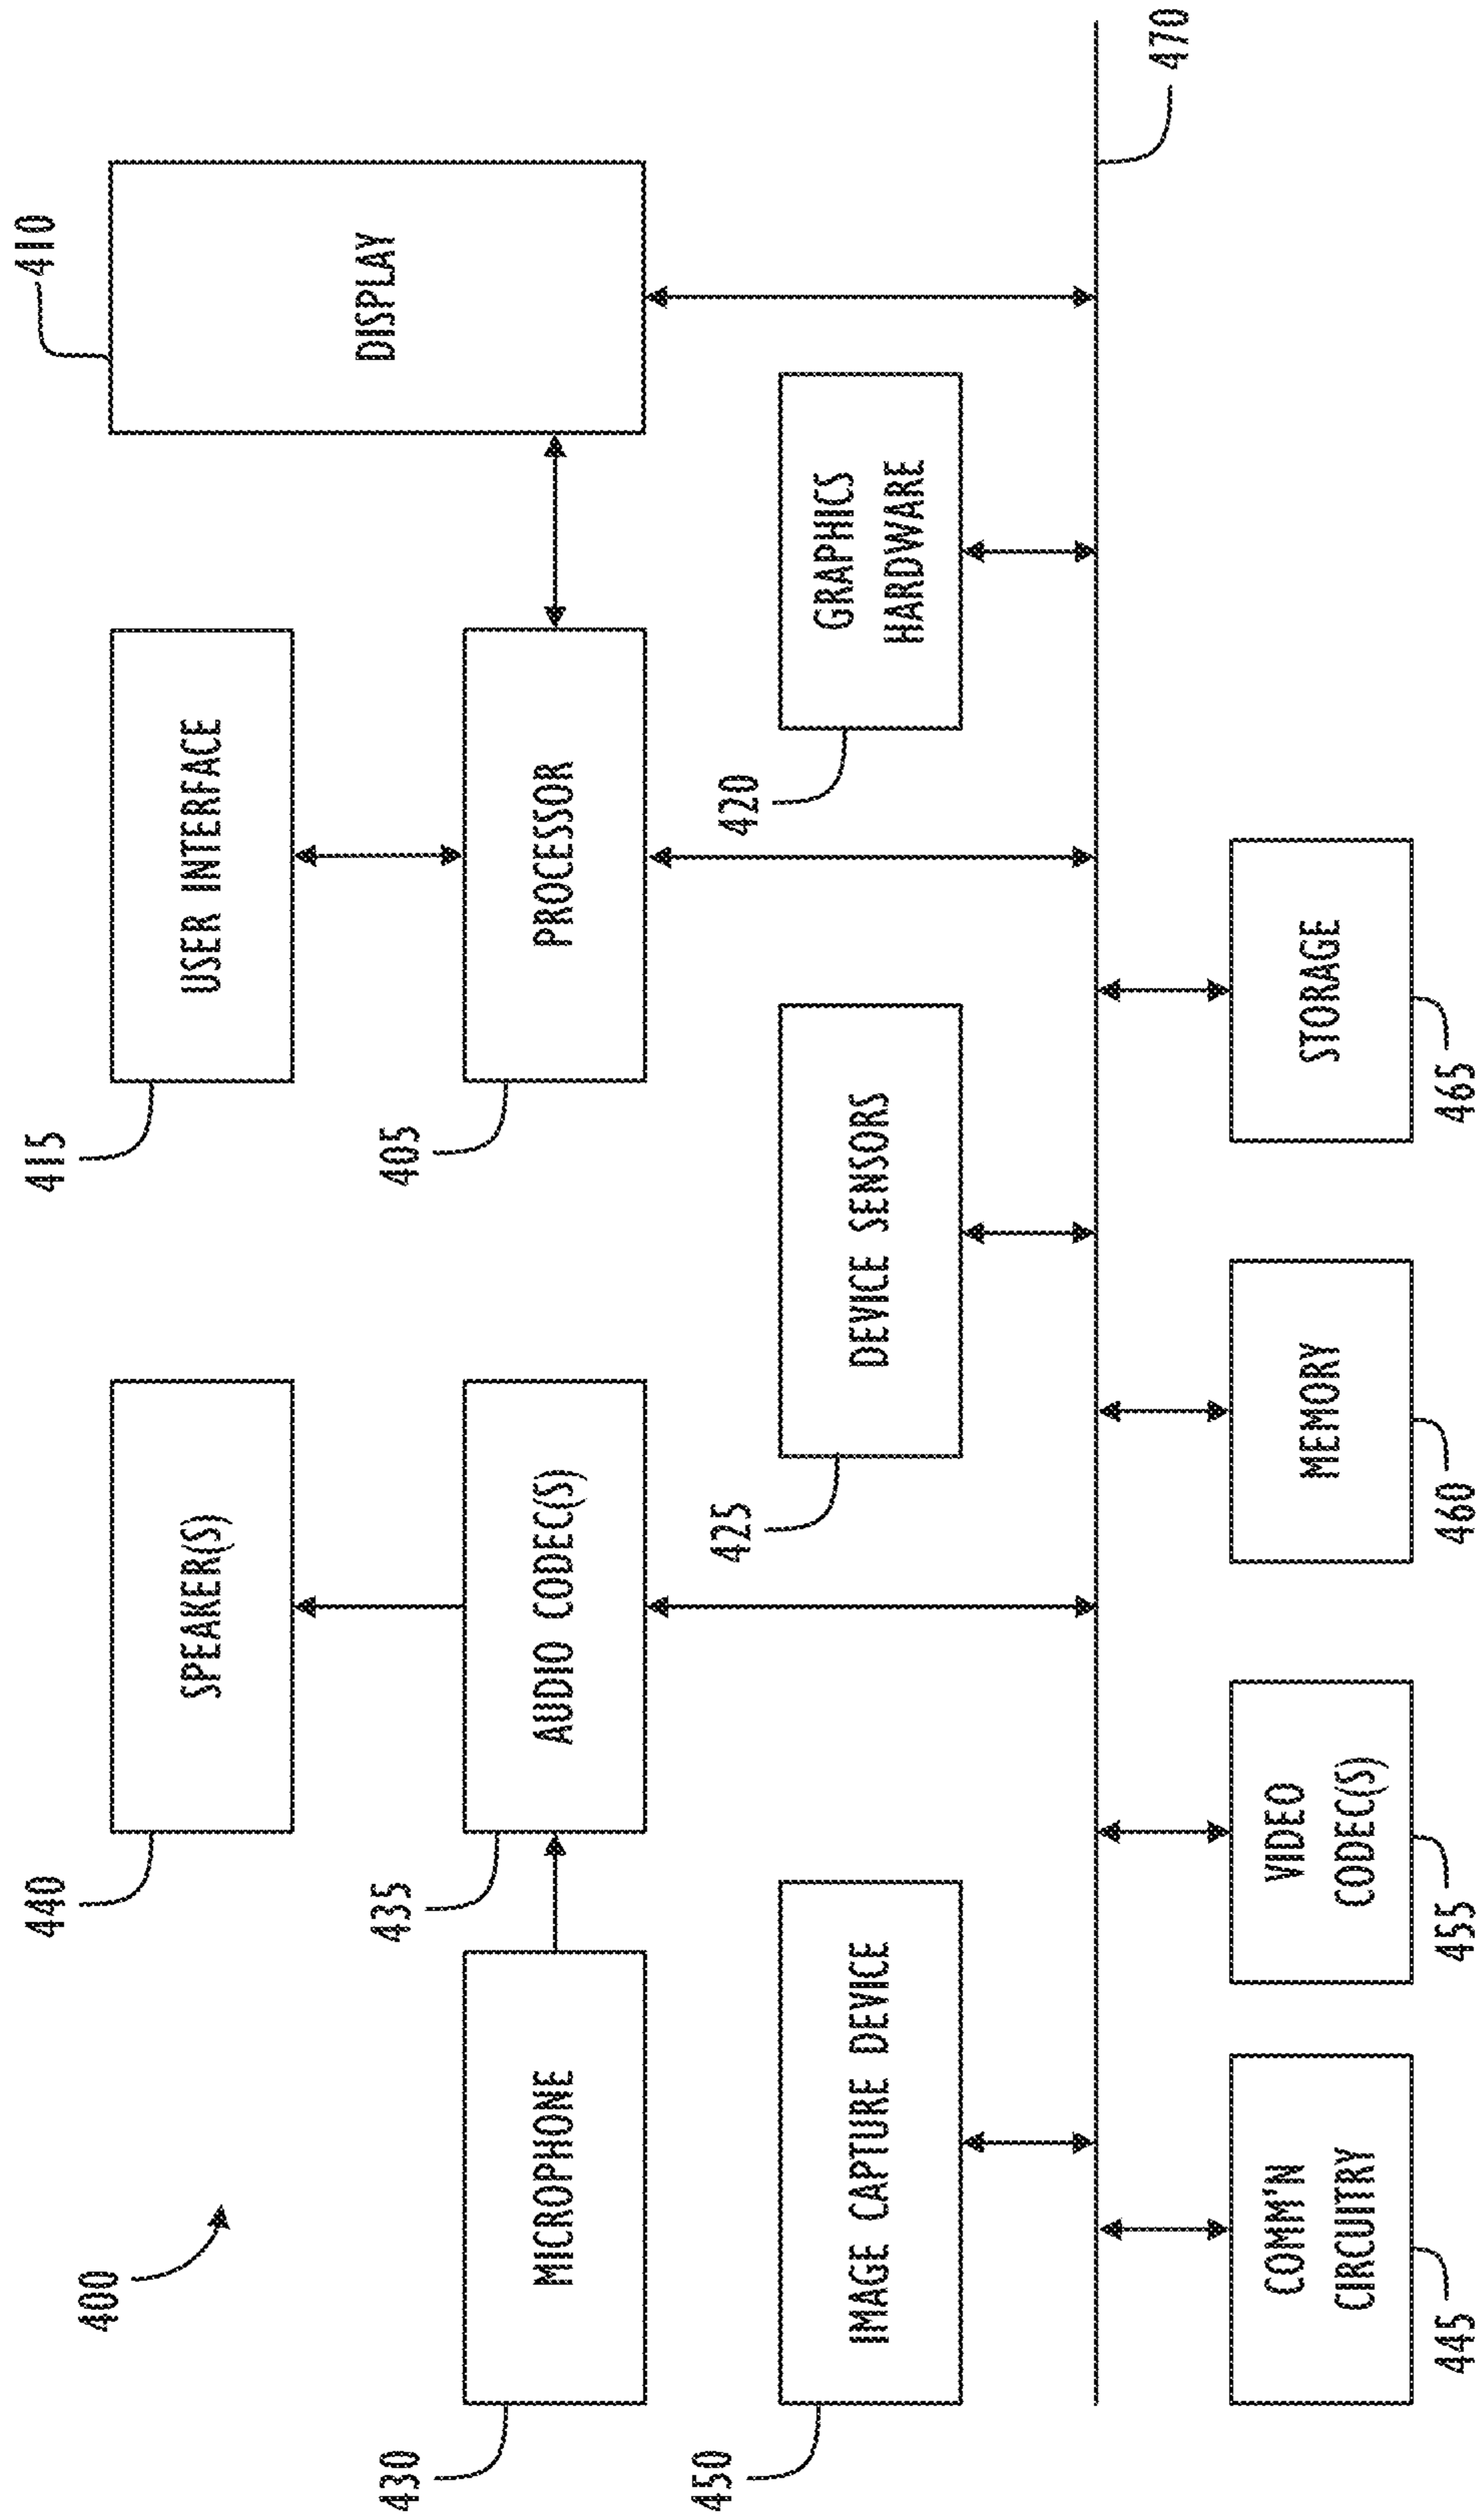 400
440
SPEAKER(S)
415
USER INTERFACE
410
DISPLAY
430
MICROPHONE
435
AUDIO CODEC(S)
405
PROCESSOR
450
IMAGE CAPTURE DEVICE
425
DEVICE SENSORS
420
GRAPHICS
HARDWARE
470
COMM'N
CIRCUITRY
445
VIDEO
CODEC(S)
455
MEMORY
460
STORAGE
465